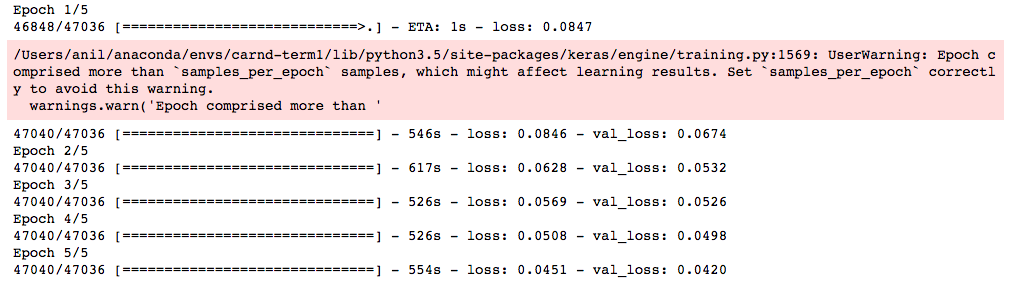 Epoch 1/5
46848/47036 [============================>.] - ETA: 1s - loss: 0.0847
/Users/anil/anaconda/envs/carnd-term1/lib/python3.5/site-packages/keras/engine/training.py:1569: UserWarning: Epoch c
omprised more than `samples_per_epoch` samples, which might affect learning results. Set `samples_per_epoch` correctl
y to avoid this warning.
  warnings.warn('Epoch comprised more than '
47040/47036 [==============================] - 546s - loss: 0.0846 - val_loss: 0.0674
Epoch 2/5
47040/47036 [==============================] - 617s - loss: 0.0628 - val_loss: 0.0532
Epoch 3/5
47040/47036 [==============================] - 526s - loss: 0.0569 - val_loss: 0.0526
Epoch 4/5
47040/47036 [==============================] - 526s - loss: 0.0508 - val_loss: 0.0498
Epoch 5/5
47040/47036 [==============================] - 554s - loss: 0.0451 - val_loss: 0.0420